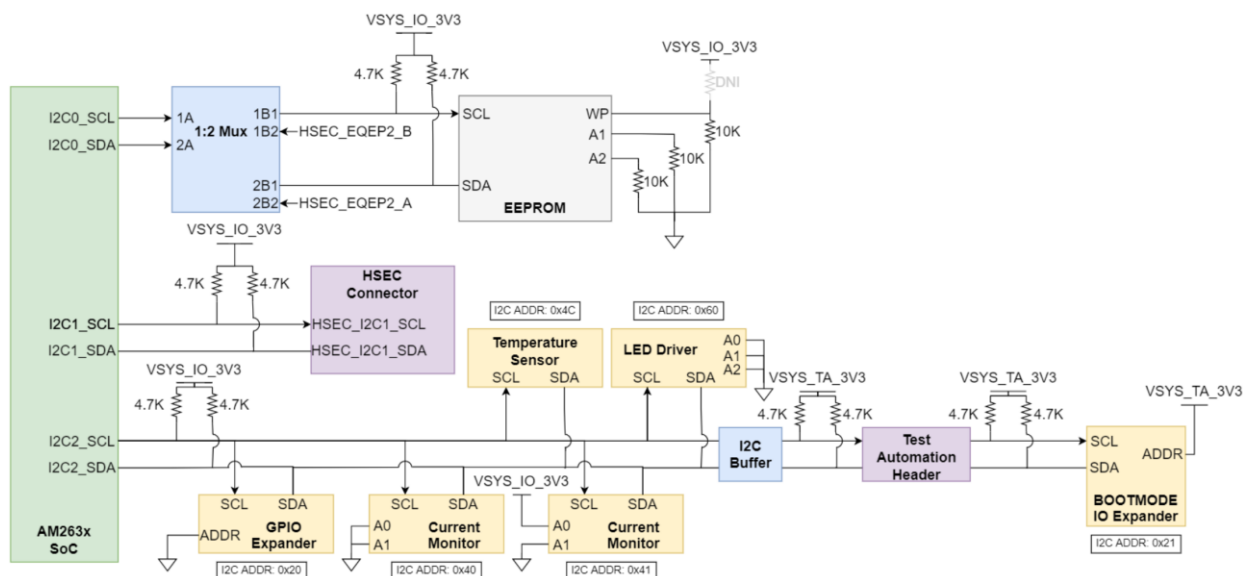 VSYS_IO_3V3
4.7K
4.7K
VSYS_IO_3V3
DNI
I2C0_SCL
I2C0_SDA
1A
2A
1:2 Mux
1B1
1B2
HSEC_EQEP2_B
2B1
2B2
HSEC_EQEP2_A
SCL
SDA
EEPROM
WP
A1
A2
10K
10K
10K
VSYS_IO_3V3
4.7K
4.7K
HSEC
Connector
HSEC_I2C1_SCL
HSEC_I2C1_SDA
I2C1_SCL
I2C1_SDA
I2C ADDR: 0x4C
Temperature
Sensor
SCL
SDA
I2C ADDR: 0x60
LED Driver
A0
A1
A2
SCL
SDA
VSYS_IO_3V3
4.7K
4.7K
I2C2_SCL
I2C2_SDA
I2C
Buffer
VSYS_TA_3V3
4.7K
4.7K
Test
Automation
Header
VSYS_TA_3V3
4.7K
4.7K
VSYS_TA_3V3
SCL
SDA
ADDR
BOOTMODE
IO Expander
I2C ADDR: 0x21
SCL
SDA
ADDR
GPIO
Expander
I2C ADDR: 0x20
SCL
SDA
A0
A1
Current
Monitor
I2C ADDR: 0x40
VSYS_IO_3V3
SCL
SDA
A0
A1
Current
Monitor
I2C ADDR: 0x41
AM263x
SoC